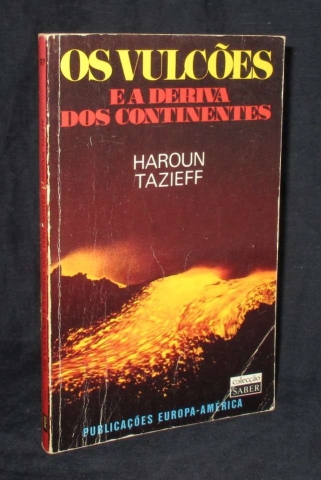 OS VULCÕES
E A DERIVA
DOS CONTINENTES
HAROUN
TAZIEFF
colecção
SABER
PUBLICAÇÕES EUROPA-AMÉRICA